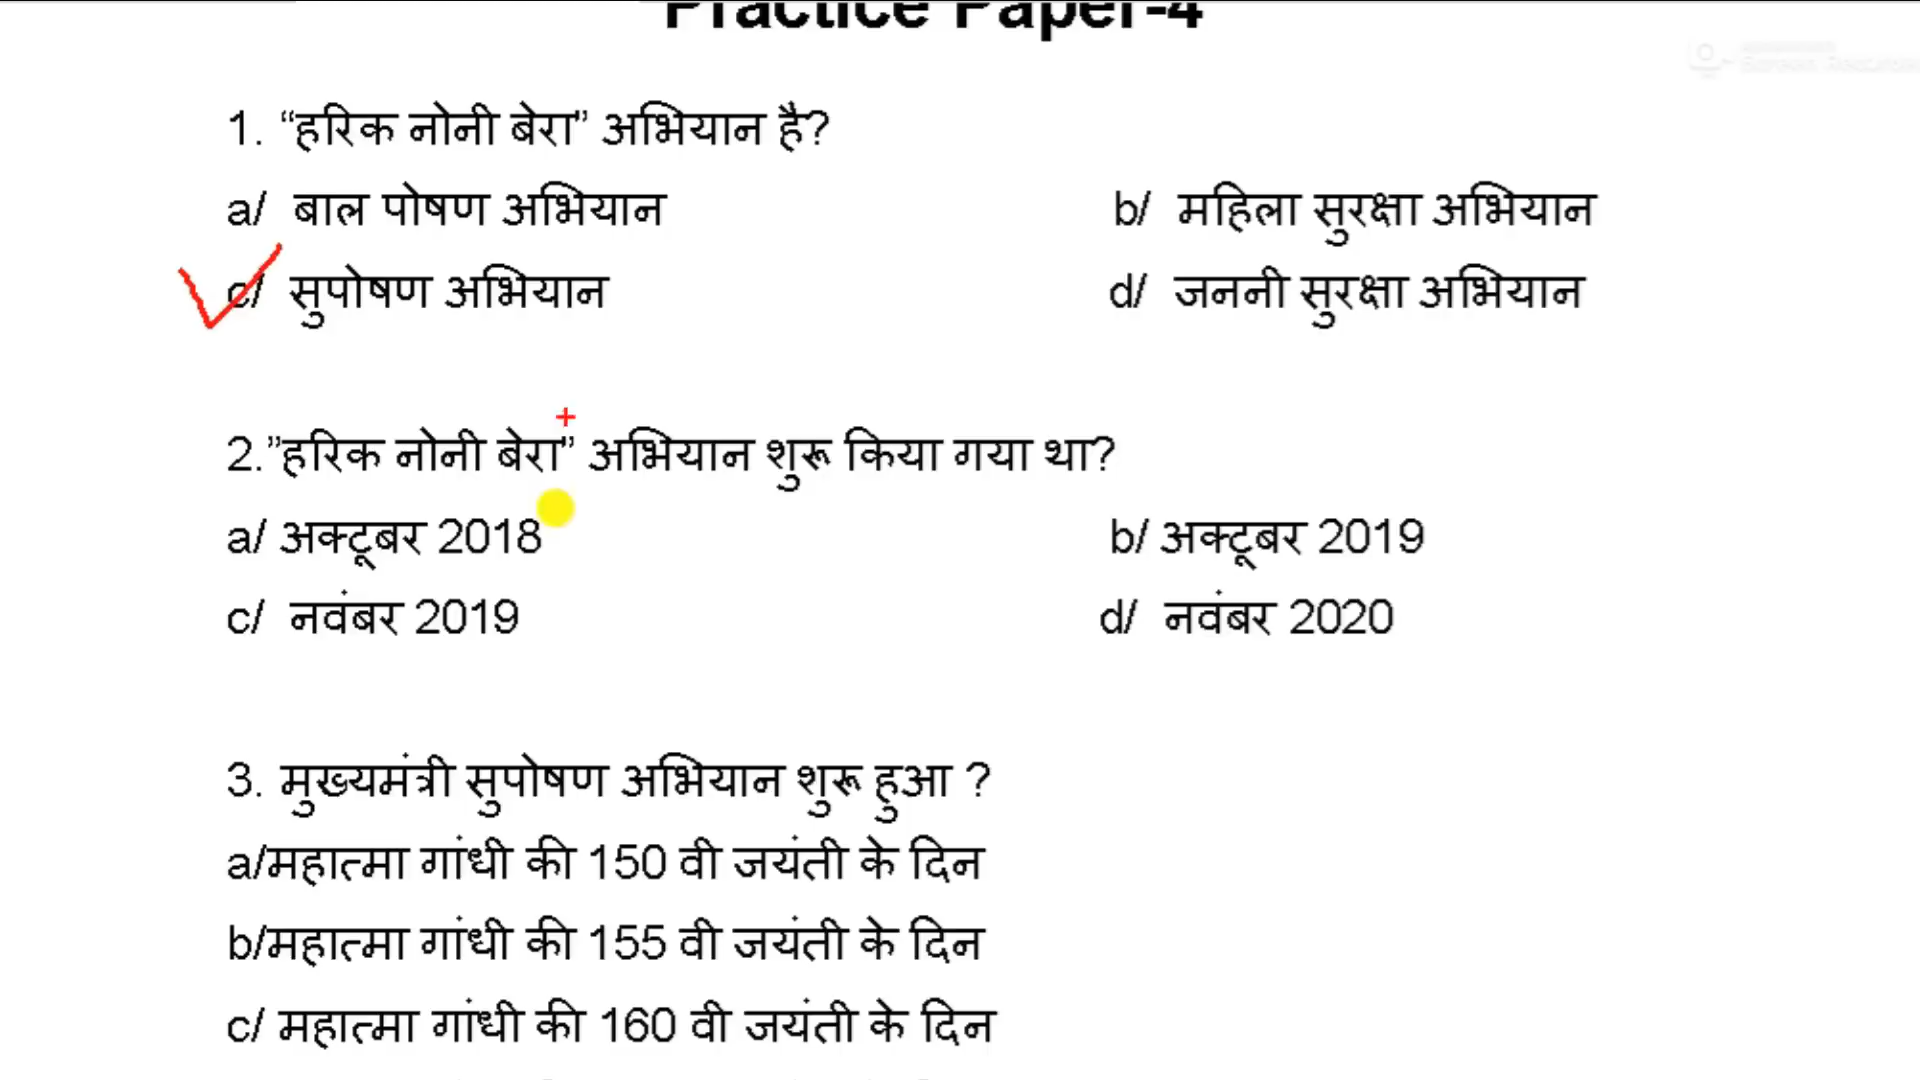 Practice Paper-4
1. “हरिक नोनी बेरा” अभियान है?
a/ बाल पोषण अभियान b/ महिला सुरक्षा अभियान
c/ सुपोषण अभियान d/ जननी सुरक्षा अभियान
2.”हरिक नोनी बेरा” अभियान शुरू किया गया था?
a/ अक्टूबर 2018 b/ अक्टूबर 2019
c/ नवंबर 2019 d/ नवंबर 2020
3. मुख्यमंत्री सुपोषण अभियान शुरू हुआ ?
a/महात्मा गांधी की 150 वी जयंती के दिन
b/महात्मा गांधी की 155 वी जयंती के दिन
c/ महात्मा गांधी की 160 वी जयंती के दिन